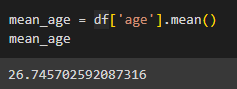 mean_age = df['age'].mean()
mean_age
26.745702592087316